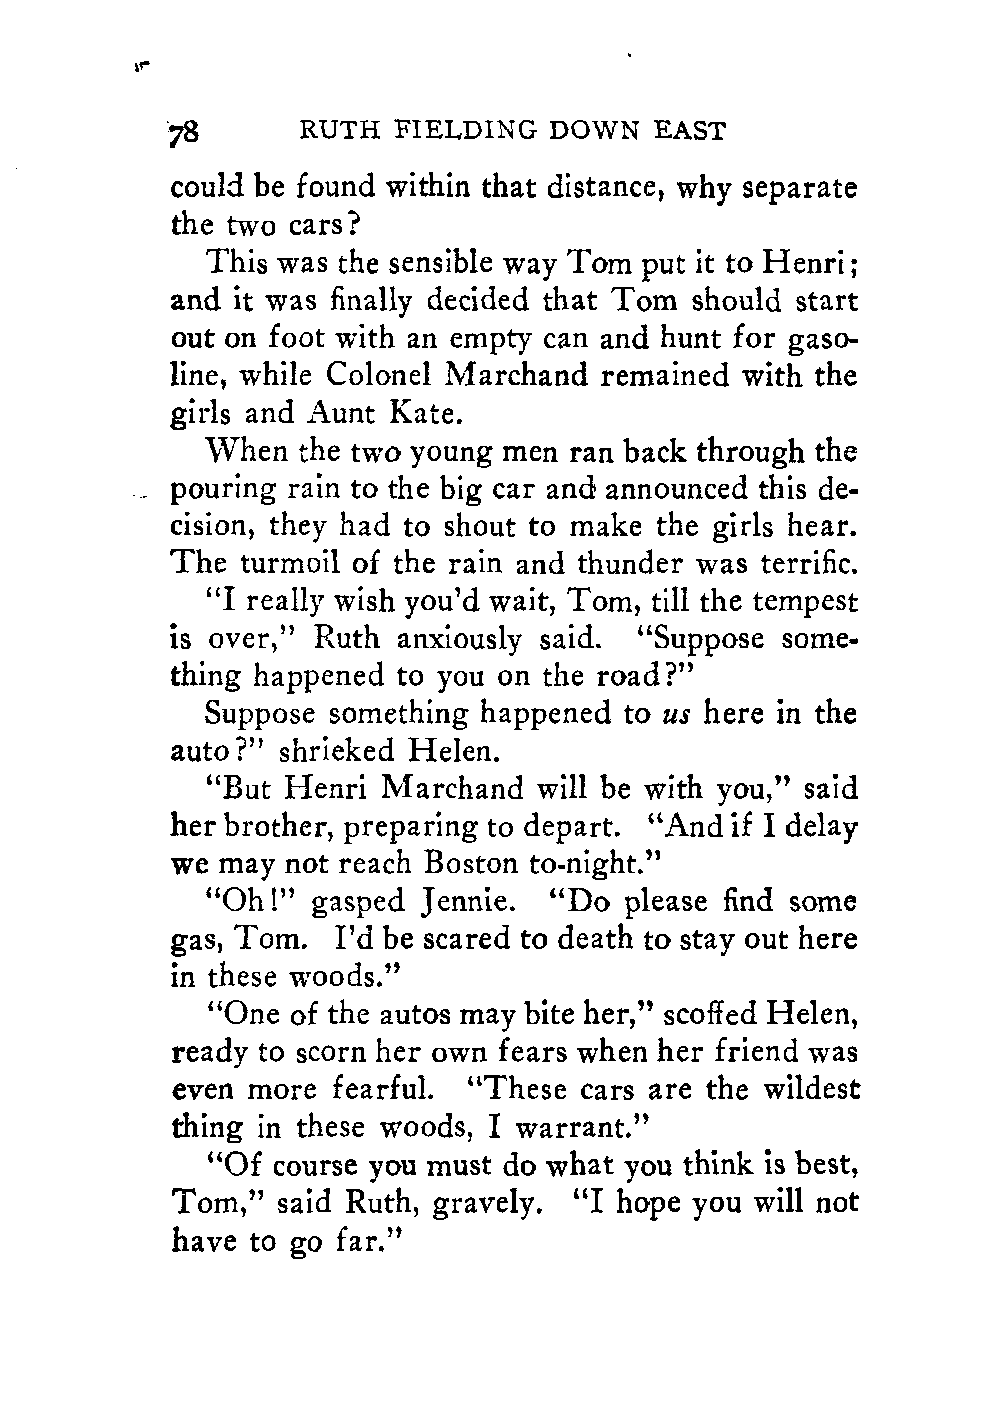 78 RUTH FIELDING DOWN EAST
could be found within that distance, why separate
the two cars?
This was the sensible way Tom put it to Henri;
and it was finally decided that Tom should start
out on foot with an empty can and hunt for gaso-
line, while Colonel Marchand remained with the
girls and Aunt Kate.
When the two young men ran back through the
pouring rain to the big car and announced this de-
cision, they had to shout to make the girls hear.
The turmoil of the rain and thunder was terrific.
“I really wish you’d wait, Tom, till the tempest
is over,” Ruth anxiously said. “Suppose some-
thing happened to you on the road?”
Suppose something happened to us here in the
auto?” shrieked Helen.
“But Henri Marchand will be with you,” said
her brother, preparing to depart. “And if I delay
we may not reach Boston to-night.”
“Oh!” gasped Jennie. “Do please find some
gas, Tom. I’d be scared to death to stay out here
in these woods.”
“One of the autos may bite her,” scoffed Helen,
ready to scorn her own fears when her friend was
even more fearful. “These cars are the wildest
thing in these woods, I warrant.”
“Of course you must do what you think is best,
Tom,” said Ruth, gravely. “I hope you will not
have to go far.”